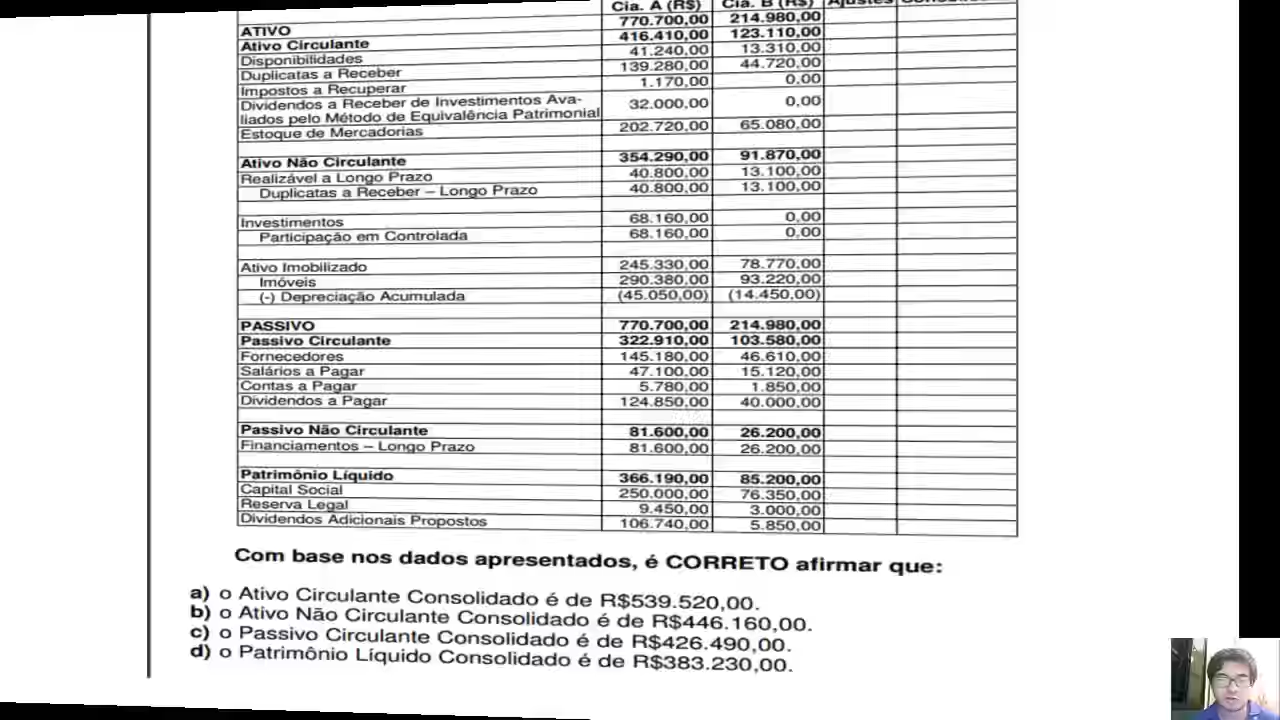 Cia. A (R$) Cia. B (R$) Ajustes
ATIVO 770.700,00 214.980,00
Ativo Circulante 416.410,00 123.110,00
Disponibilidades 41.240,00 13.310,00
Duplicatas a Receber 139.280,00 44.720,00
Impostos a Recuperar 1.170,00 0,00
Dividendos a Receber de Investimentos Ava-
liados pelo Método de Equivalência Patrimonial 32.000,00 0,00
Estoque de Mercadorias 202.720,00 65.080,00
Ativo Não Circulante 354.290,00 91.870,00
Realizável a Longo Prazo 40.800,00 13.100,00
Duplicatas a Receber – Longo Prazo 40.800,00 13.100,00
Investimentos 68.160,00 0,00
Participação em Controlada 68.160,00 0,00
Ativo Imobilizado 245.330,00 78.770,00
Imóveis 290.380,00 93.220,00
(-) Depreciação Acumulada (45.050,00) (14.450,00)
PASSIVO 770.700,00 214.980,00
Passivo Circulante 322.910,00 103.580,00
Fornecedores 145.180,00 46.610,00
Salários a Pagar 47.100,00 15.120,00
Contas a Pagar 5.780,00 1.850,00
Dividendos a Pagar 124.850,00 40.000,00
Passivo Não Circulante 81.600,00 26.200,00
Financiamentos – Longo Prazo 81.600,00 26.200,00
Patrimônio Líquido 366.190,00 85.200,00
Capital Social 250.000,00 76.350,00
Reserva Legal 9.450,00 3.000,00
Dividendos Adicionais Propostos 106.740,00 5.850,00
Com base nos dados apresentados, é CORRETO afirmar que:
a) o Ativo Circulante Consolidado é de R$539.520,00.
b) o Ativo Não Circulante Consolidado é de R$446.160,00.
c) o Passivo Circulante Consolidado é de R$426.490,00.
d) o Patrimônio Líquido Consolidado é de R$383.230,00.